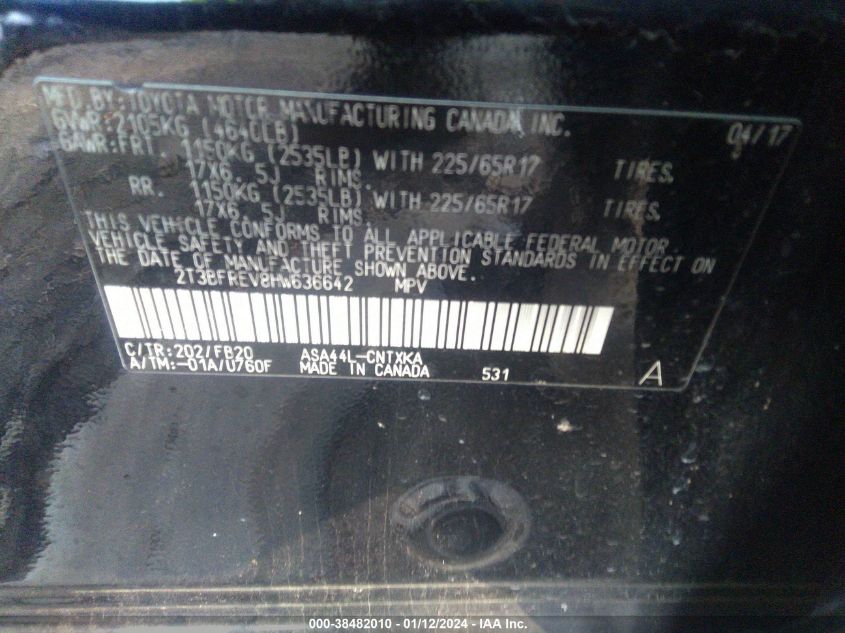 MFD.BY:TOYOTA MOTOR MANUFACTURING CANADA INC.
GVWR:2105KG (4640LB) 04/17
GAWR:FRT. 1150KG (2535LB) WITH 225/65R17 TIRES,
17X6.5J RIMS,
RR. 1150KG (2535LB) WITH 225/65R17 TIRES,
17X6.5J RIMS
THIS VEHICLE CONFORMS TO ALL APPLICABLE FEDERAL MOTOR
VEHICLE SAFETY AND THEFT PREVENTION STANDARDS IN EFFECT ON
THE DATE OF MANUFACTURE SHOWN ABOVE.
2T3BFREV8HW636642 MPV
C/TR:202/FB20 ASA44L-CNTXKA
A/TM:-01A/U760F MADE IN CANADA 531 A
000-38482010 - 01/12/2024 - IAA Inc.